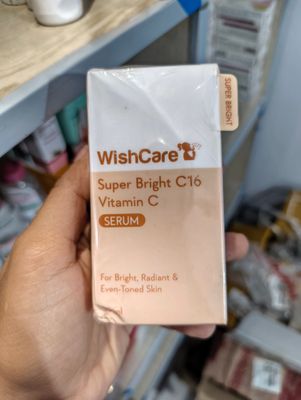 SUPER BRIGHT
WishCare
Super Bright C16
Vitamin C
SERUM
For Bright, Radiant &
Even-Toned Skin